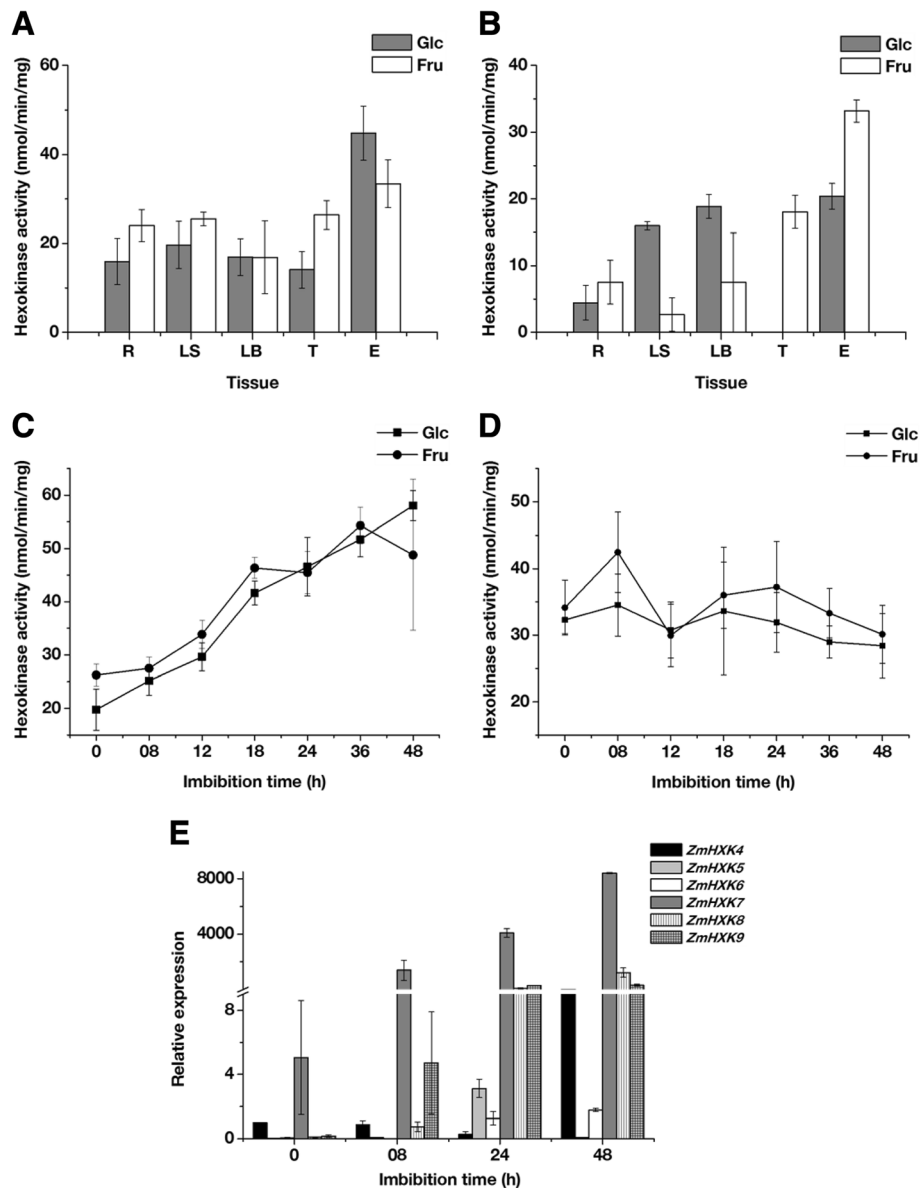 A
Glc
Fru
Hexokinase activity (nmol/min/mg)
60
40
20
0
R LS LB T E
Tissue
B
Glc
Fru
Hexokinase activity (nmol/min/mg)
40
30
20
10
0
R LS LB T E
Tissue
C
Glc
Fru
Hexokinase activity (nmol/min/mg)
60
50
40
30
20
0 08 12 18 24 36 48
Imbibition time (h)
D
Glc
Fru
Hexokinase activity (nmol/min/mg)
50
40
30
20
0 08 12 18 24 36 48
Imbibition time (h)
E
ZmHXK4
ZmHXK5
ZmHXK6
ZmHXK7
ZmHXK8
ZmHXK9
Relative expression
8000
4000
8
4
0
0 08 24 48
Imbibition time (h)